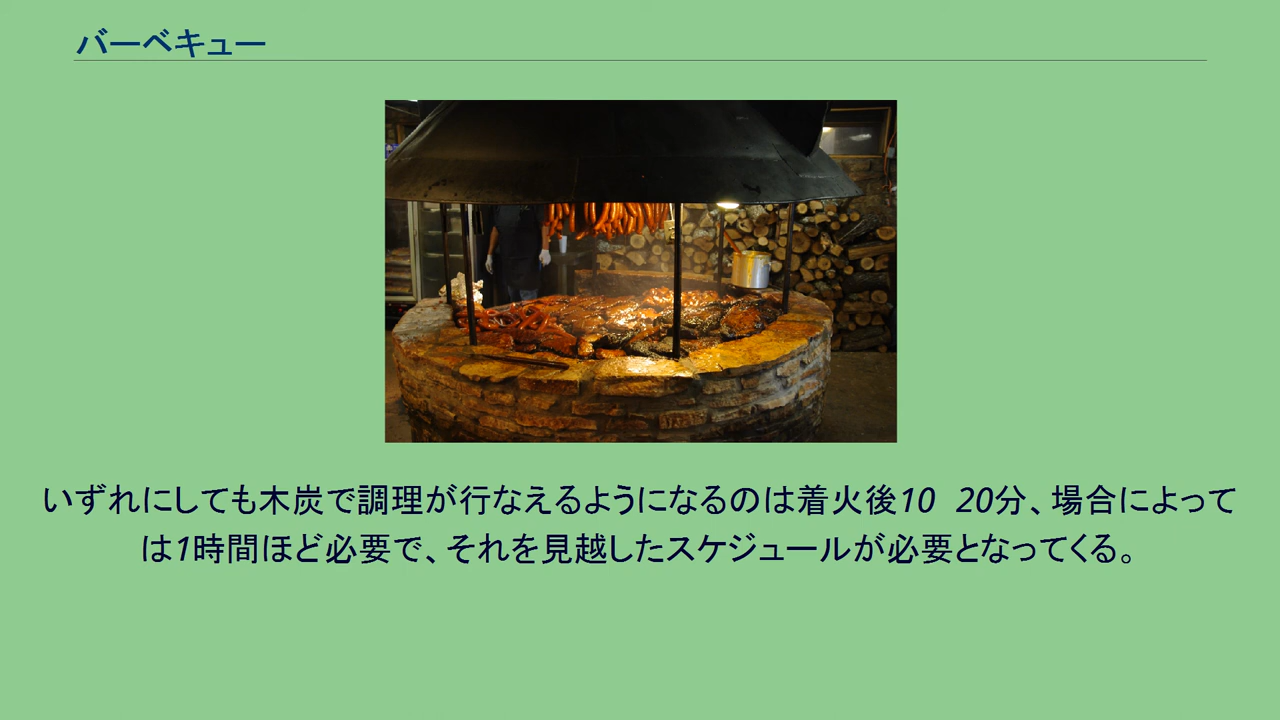 バーベキュー
いずれにしても木炭で調理が行なえるようになるのは着火後10 20分、場合によって
は1時間ほど必要で、それを見越したスケジュールが必要となってくる。